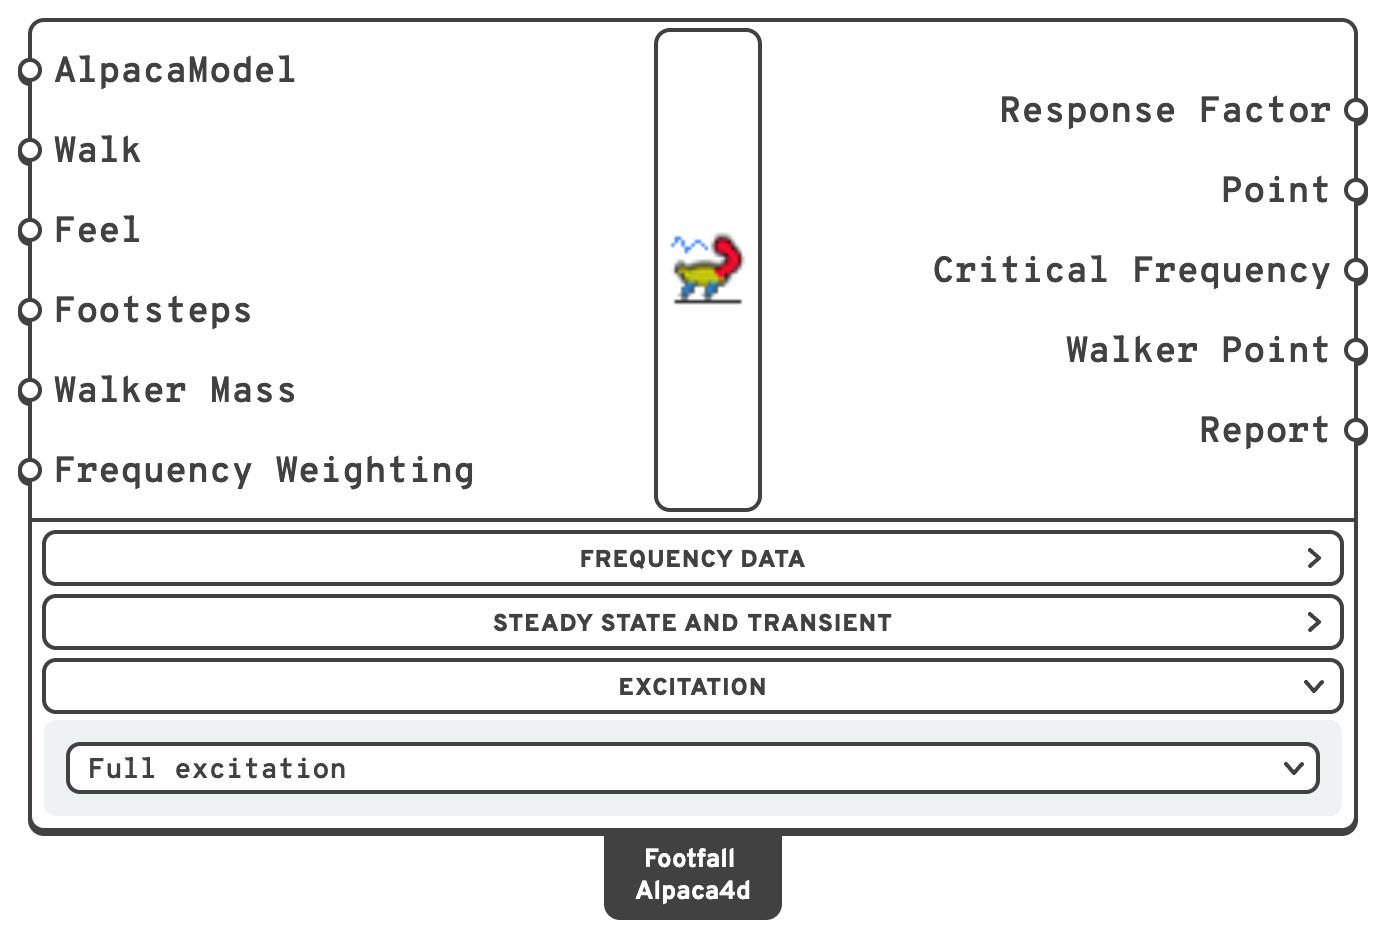 AlpacaModel
Walk
Feel
Footsteps
Walker Mass
Frequency Weighting
Response Factor
Point
Critical Frequency
Walker Point
Report
FREQUENCY DATA
STEADY STATE AND TRANSIENT
EXCITATION
Full excitation
Footfall
Alpaca4d